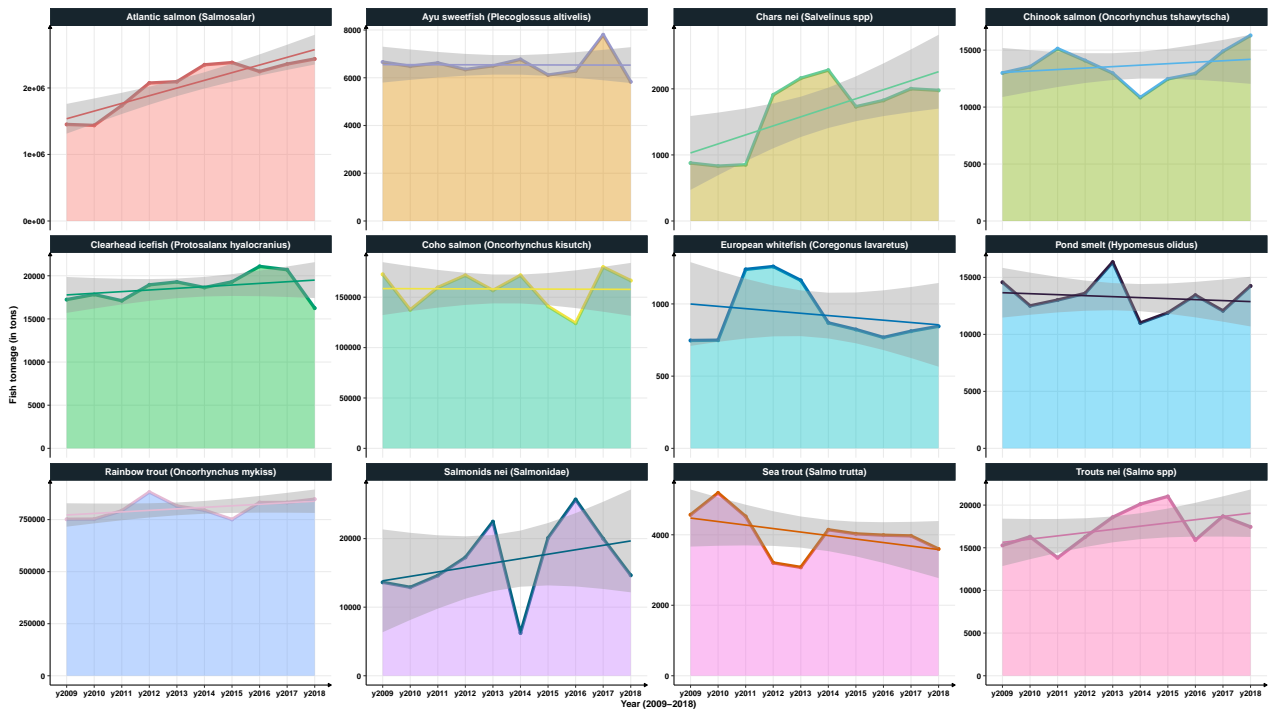 Atlantic salmon (Salmosalar)
Ayu sweetfish (Plecoglossus altivelis)
Chars nei (Salvelinus spp)
Chinook salmon (Oncorhynchus tshawytscha)
2e+06
1e+06
0e+00
8000
6000
4000
2000
0
2000
1000
0
15000
10000
5000
0
Clearhead icefish (Protosalanx hyalocranius)
Coho salmon (Oncorhynchus kisutch)
European whitefish (Coregonus lavaretus)
Pond smelt (Hypomesus olidus)
20000
15000
10000
5000
0
150000
100000
50000
0
1000
500
0
15000
10000
5000
0
Fish tonnage (in tons)
Rainbow trout (Oncorhynchus mykiss)
Salmonids nei (Salmonidae)
Sea trout (Salmo trutta)
Trouts nei (Salmo spp)
750000
500000
250000
0
20000
10000
0
4000
2000
0
20000
15000
10000
5000
0
y2009 y2010 y2011 y2012 y2013 y2014 y2015 y2016 y2017 y2018
y2009 y2010 y2011 y2012 y2013 y2014 y2015 y2016 y2017 y2018
y2009 y2010 y2011 y2012 y2013 y2014 y2015 y2016 y2017 y2018
y2009 y2010 y2011 y2012 y2013 y2014 y2015 y2016 y2017 y2018
Year (2009–2018)